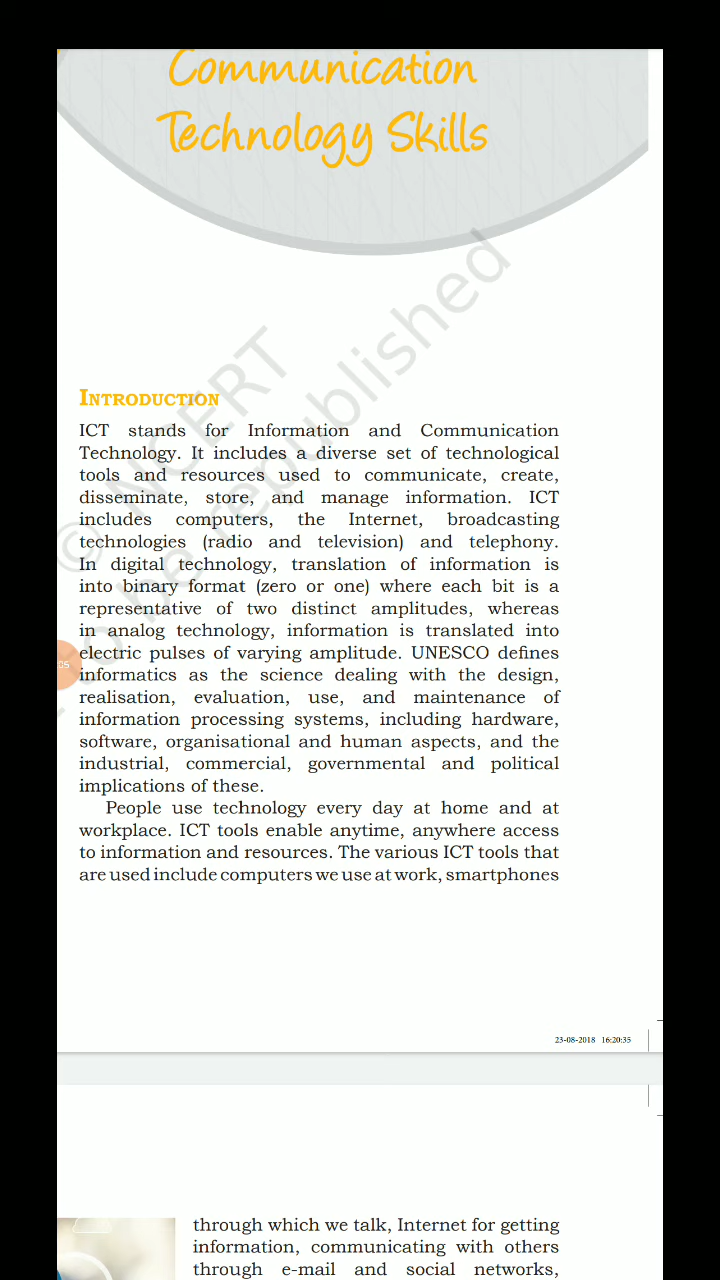 Communication
Technology Skills
© NCERT
to be republished
INTRODUCTION
ICT stands for Information and Communication
Technology. It includes a diverse set of technological
tools and resources used to communicate, create,
disseminate, store, and manage information. ICT
includes computers, the Internet, broadcasting
technologies (radio and television) and telephony.
In digital technology, translation of information is
into binary format (zero or one) where each bit is a
representative of two distinct amplitudes, whereas
in analog technology, information is translated into
electric pulses of varying amplitude. UNESCO defines
informatics as the science dealing with the design,
realisation, evaluation, use, and maintenance of
information processing systems, including hardware,
software, organisational and human aspects, and the
industrial, commercial, governmental and political
implications of these.
People use technology every day at home and at
workplace. ICT tools enable anytime, anywhere access
to information and resources. The various ICT tools that
are used include computers we use at work, smartphones
23-08-2018 16:20:35
through which we talk, Internet for getting
information, communicating with others
through e-mail and social networks,